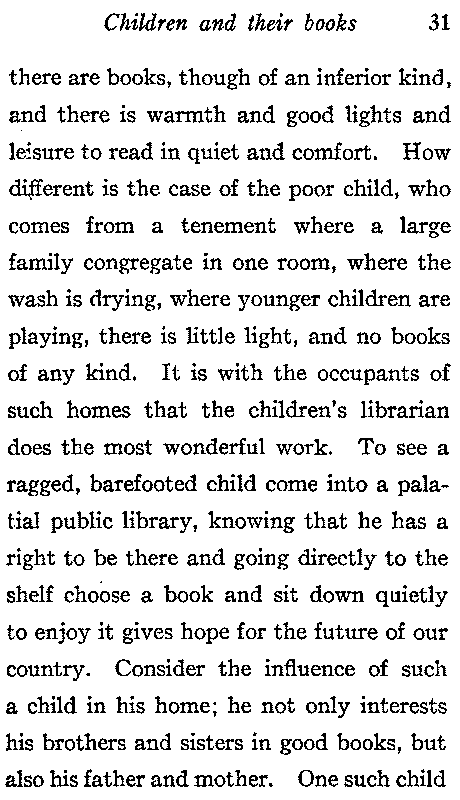 Children and their books 31
there are books, though of an inferior kind,
and there is warmth and good lights and
leisure to read in quiet and comfort. How
different is the case of the poor child, who
comes from a tenement where a large
family congregate in one room, where the
wash is drying, where younger children are
playing, there is little light, and no books
of any kind. It is with the occupants of
such homes that the children's librarian
does the most wonderful work. To see a
ragged, barefooted child come into a pala-
tial public library, knowing that he has a
right to be there and going directly to the
shelf choose a book and sit down quietly
to enjoy it gives hope for the future of our
country. Consider the influence of such
a child in his home; he not only interests
his brothers and sisters in good books, but
also his father and mother. One such child